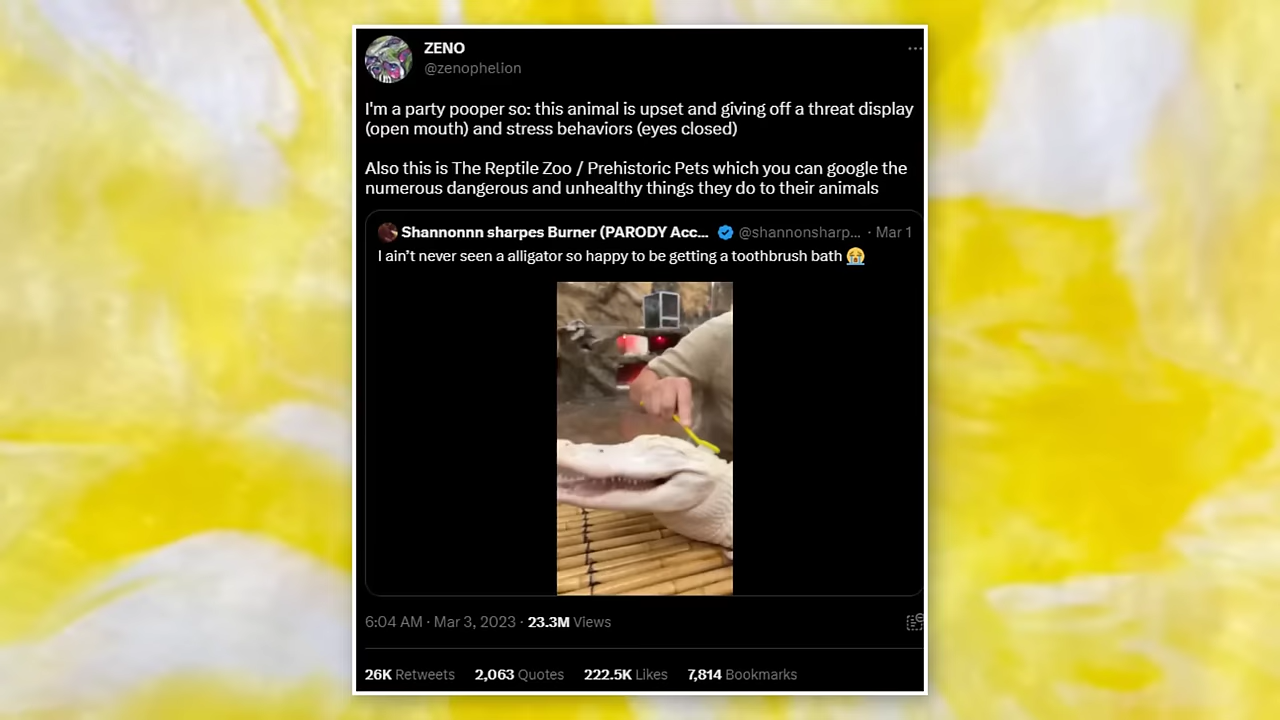 ZENO
@zenophelion
I'm a party pooper so: this animal is upset and giving off a threat display
(open mouth) and stress behaviors (eyes closed)
Also this is The Reptile Zoo / Prehistoric Pets which you can google the
numerous dangerous and unhealthy things they do to their animals
Shannonnn sharpes Burner (PARODY Acc... @shannonsharp... · Mar 1
I ain't never seen a alligator so happy to be getting a toothbrush bath 😭
6:04 AM · Mar 3, 2023 · 23.3M Views
26K Retweets 2,063 Quotes 222.5K Likes 7,814 Bookmarks